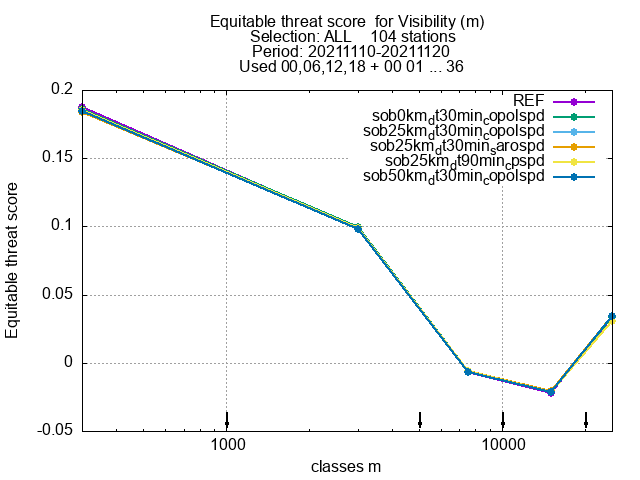 Equitable threat score for Visibility (m)
Selection: ALL 104 stations
Period: 20211110-20211120
Used 00,06,12,18 + 00 01 ... 36
REF
sob0km_dt30min_copolspd
sob25km_dt30min_copolspd
sob25km_dt30min_sarospd
sob25km_dt90min_cpspd
sob50km_dt30min_copolspd
0.2
0.15
0.1
0.05
0
-0.05
Equitable threat score
1000 10000
classes m